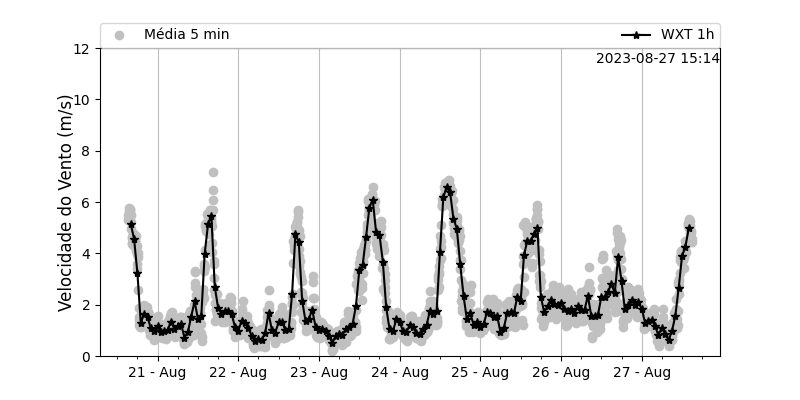 Média 5 min
WXT 1h
2023-08-27 15:14
Velocidade do Vento (m/s)
12
10
8
6
4
2
0
21 - Aug
22 - Aug
23 - Aug
24 - Aug
25 - Aug
26 - Aug
27 - Aug